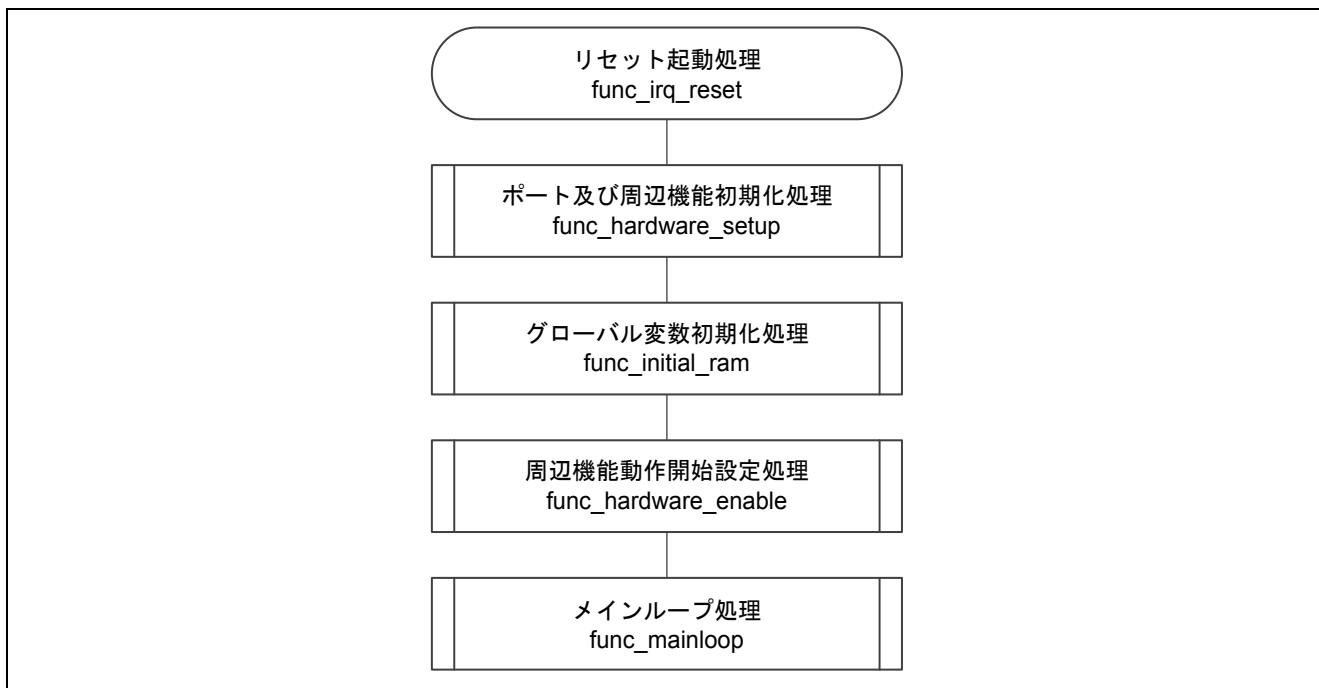 リセット起動処理
func_irq_reset
ポート及び周辺機能初期化処理
func_hardware_setup
グローバル変数初期化処理
func_initial_ram
周辺機能動作開始設定処理
func_hardware_enable
メインループ処理
func_mainloop